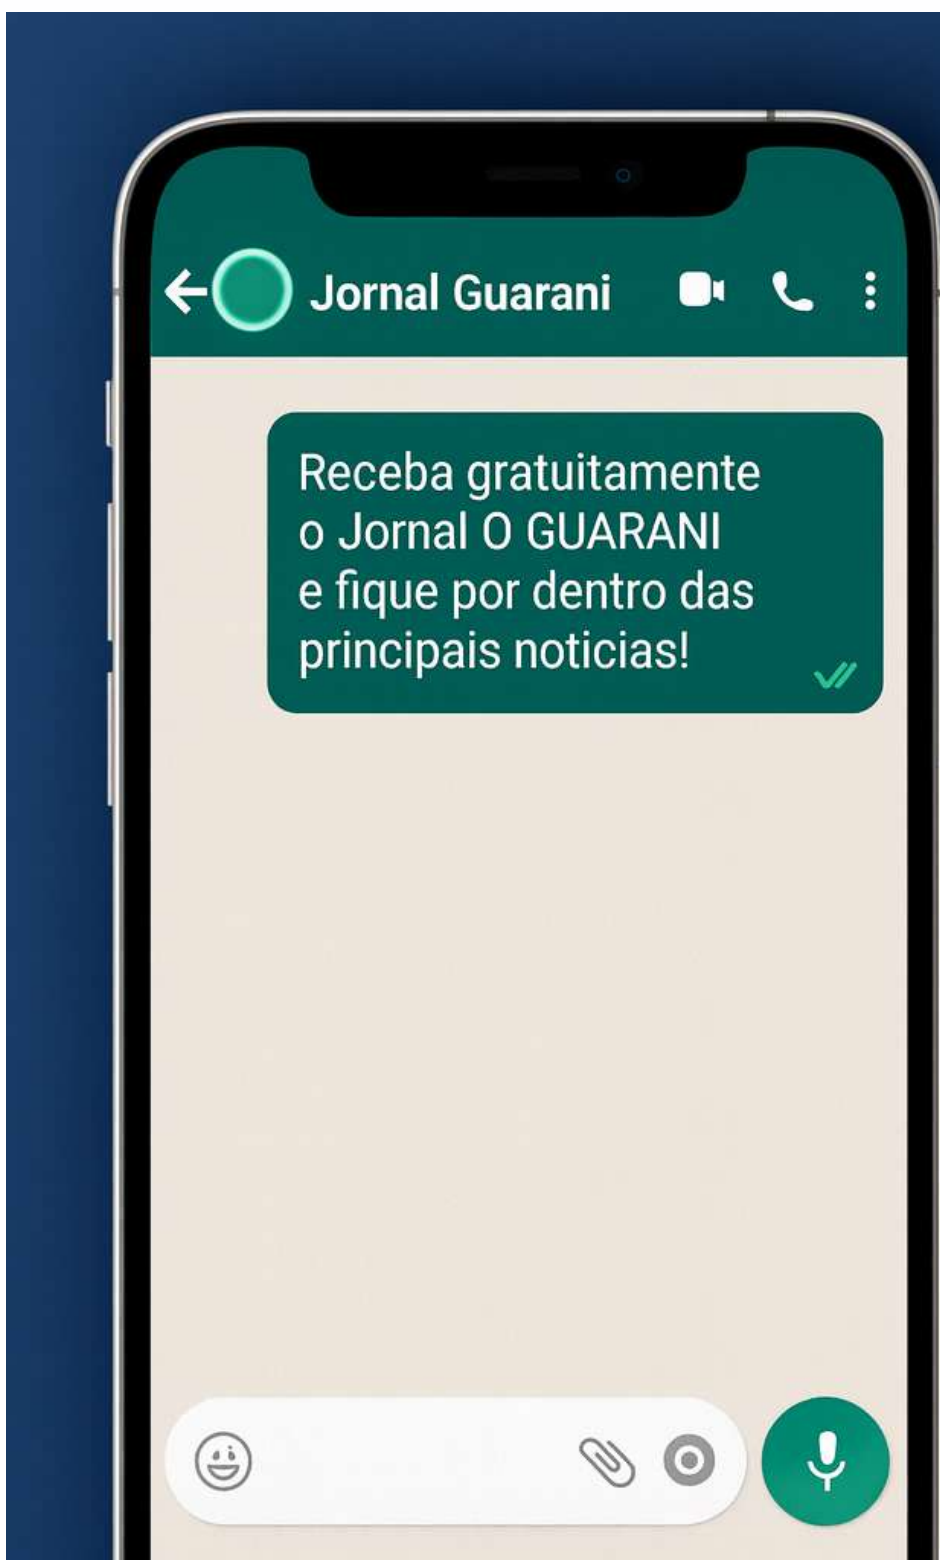 Jornal Guarani
Receba gratuitamente
o Jornal O GUARANI
e fique por dentro das
principais noticias!